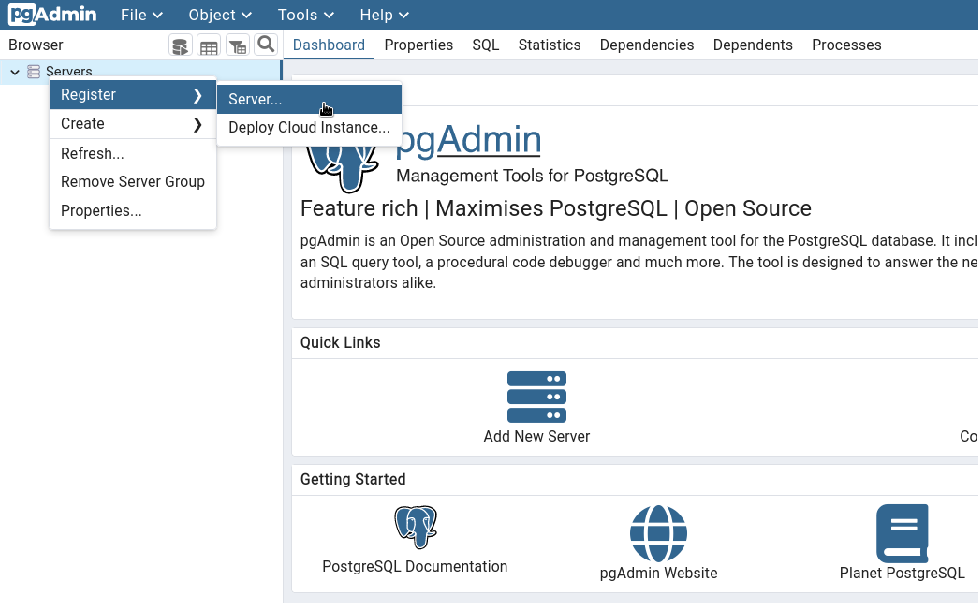 pgAdmin File Object Tools Help
Browser
Dashboard Properties SQL Statistics Dependencies Dependents Processes
Servers
Register
Create
Refresh...
Remove Server Group
Properties...
Server...
Deploy Cloud Instance...
pgAdmin
Management Tools for PostgreSQL
Feature rich | Maximises PostgreSQL | Open Source
pgAdmin is an Open Source administration and management tool for the PostgreSQL database. It incl
an SQL query tool, a procedural code debugger and much more. The tool is designed to answer the ne
administrators alike.
Quick Links
Add New Server
Co
Getting Started
PostgreSQL Documentation
pgAdmin Website
Planet PostgreSQL